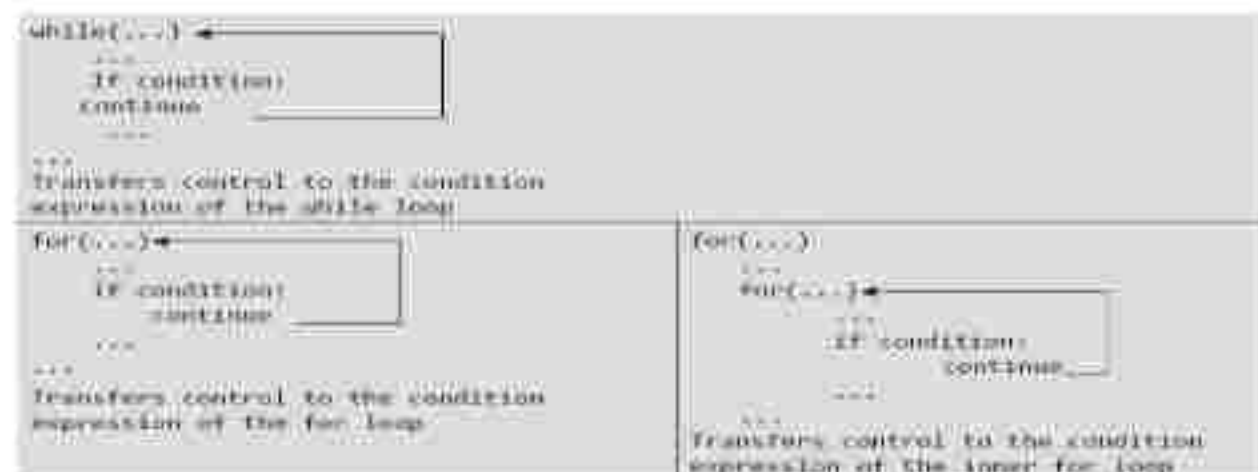 while(...)
...
If condition:
continue
...
...
Transfers control to the condition
expression of the while loop
for(...)
...
if condition:
continue
...
...
Transfers control to the condition
expression of the for loop
for(...)
...
for(...)
...
if condition:
continue
...
...
Transfers control to the condition
expression of the inner for loop